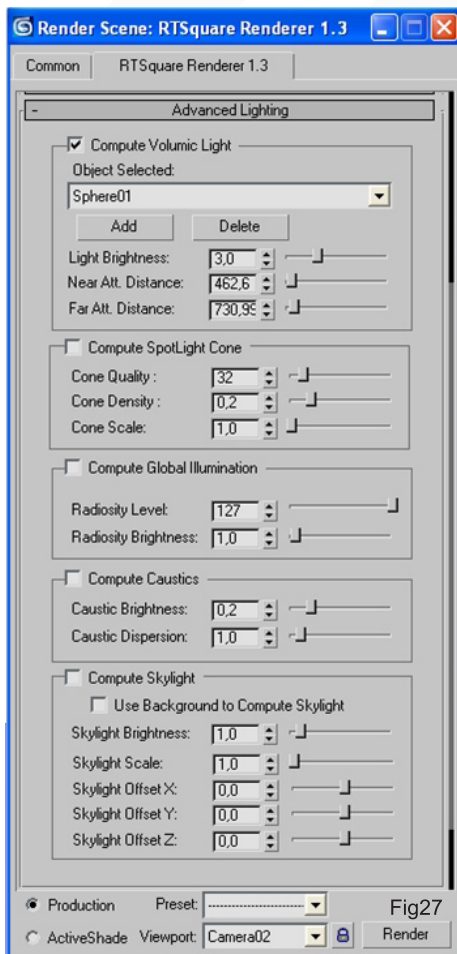 Render Scene: RTSquare Renderer 1.3
Common RTSquare Renderer 1.3
- Advanced Lighting
Compute Volumic Light
Object Selected:
Sphere01
Add Delete
Light Brightness: 3,0
Near Att. Distance: 462,6
Far Att. Distance: 730,99
Compute SpotLight Cone
Cone Quality : 32
Cone Density : 0,2
Cone Scale: 1,0
Compute Global Illumination
Radiosity Level: 127
Radiosity Brightness: 1,0
Compute Caustics
Caustic Brightness: 0,2
Caustic Dispersion: 1,0
Compute Skylight
Use Background to Compute Skylight
Skylight Brightness: 1,0
Skylight Scale: 1,0
Skylight Offset X: 0,0
Skylight Offset Y: 0,0
Skylight Offset Z: 0,0
Production Preset: -----------------------
Fig27
ActiveShade Viewport: Camera02 Render